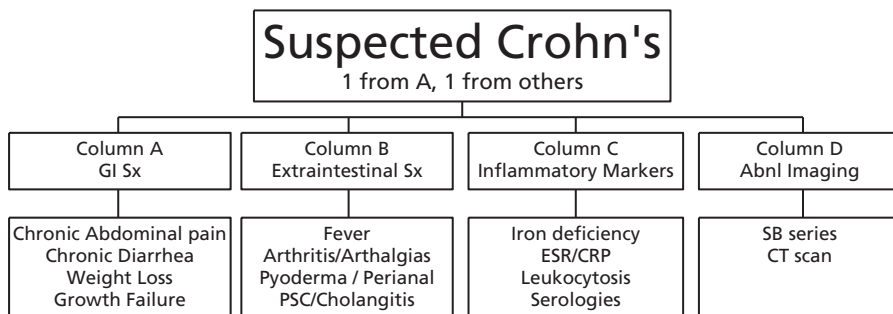 Suspected Crohn's
1 from A, 1 from others
Column A
GI Sx
Column B
Extraintestinal Sx
Column C
Inflammatory Markers
Column D
Abnl Imaging
Chronic Abdominal pain
Chronic Diarrhea
Weight Loss
Growth Failure
Fever
Arthritis/Arthalgias
Pyoderma / Perianal
PSC/Cholangitis
Iron deficiency
ESR/CRP
Leukocytosis
Serologies
SB series
CT scan